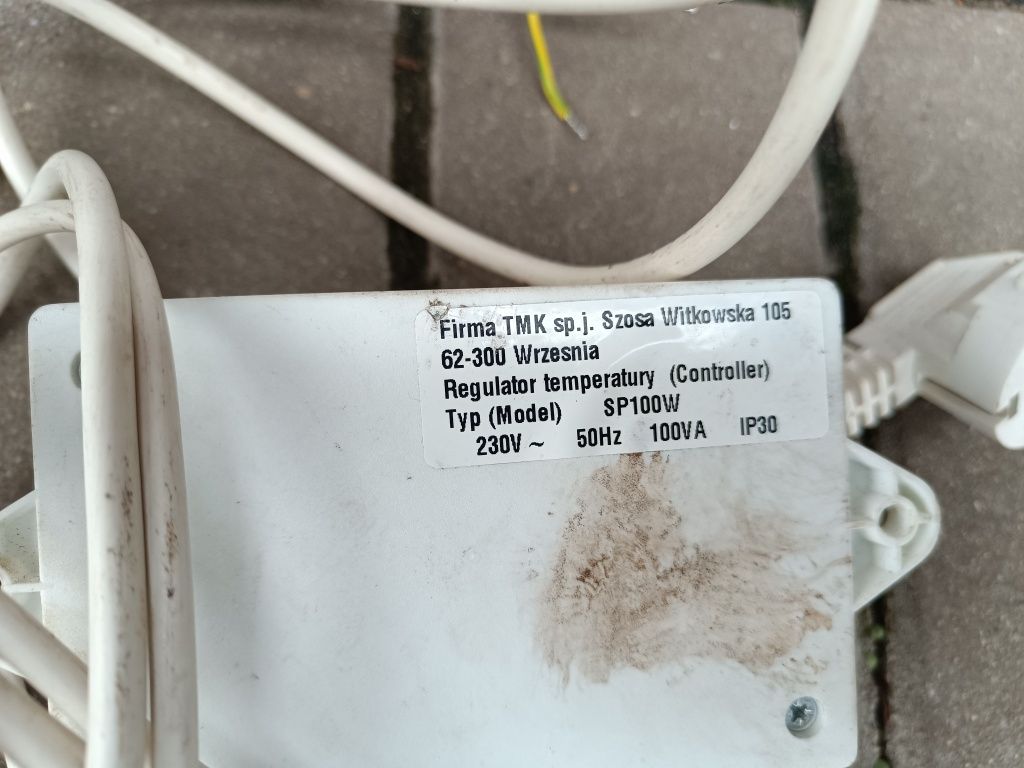 Firma TMK sp.j. Szosa Witkowska 105
62-300 Wrzesnia
Regulator temperatury (Controller)
Typ (Model) SP100W
230V ~ 50Hz 100VA IP30